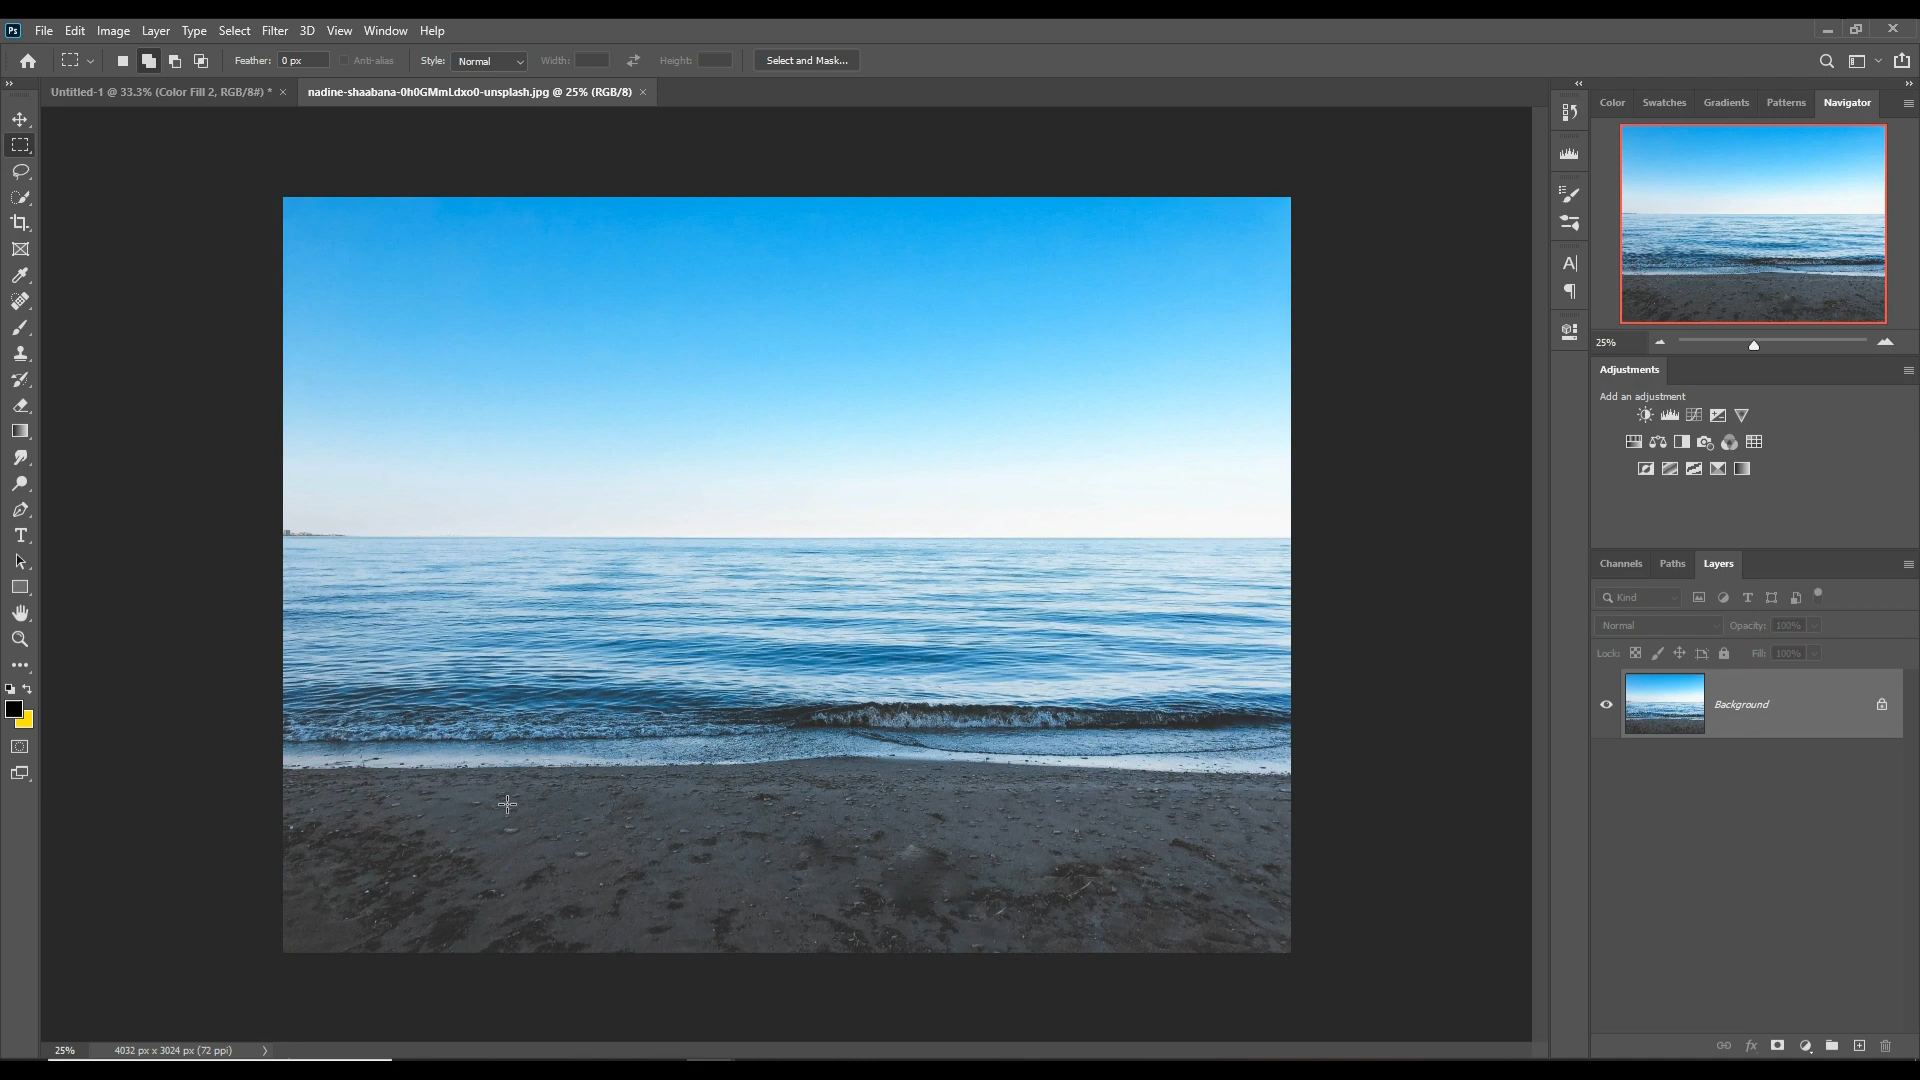 Ps File Edit Image Layer Type Select Filter 3D View Window Help
Feather: 0 px Anti-alias Style: Normal Width: Height: Select and Mask...
Untitled-1 @ 33.3% (Color Fill 2, RGB/8#) * × nadine-shaabana-0h0GMmLdxo0-unsplash.jpg @ 25% (RGB/8) ×
Color Swatches Gradients Patterns Navigator
25%
Adjustments
Add an adjustment
Channels Paths Layers
Kind
Normal Opacity: 100%
Lock: Fill: 100%
Background
25% 4032 px x 3024 px (72 ppi)